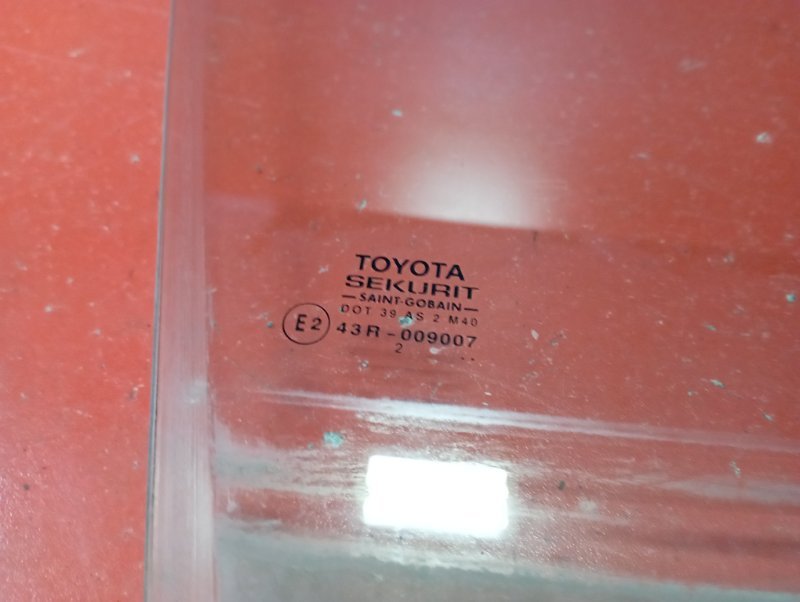 TOYOTA
SEKURIT
SAINT-GOBAIN
DOT 39 AS 2 M40
E2 43R-009007
2
..